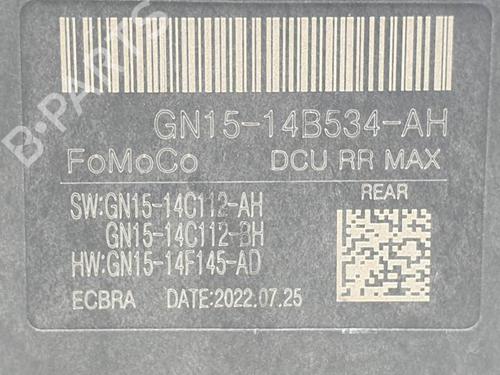 B-PARTS
GN15-14B534-AH
FoMoCo DCU RR MAX
SW:GN15-14C112-AH REAR
GN15-14C112-BH
HW:GN15-14F145-AD
ECBRA DATE:2022.07.25